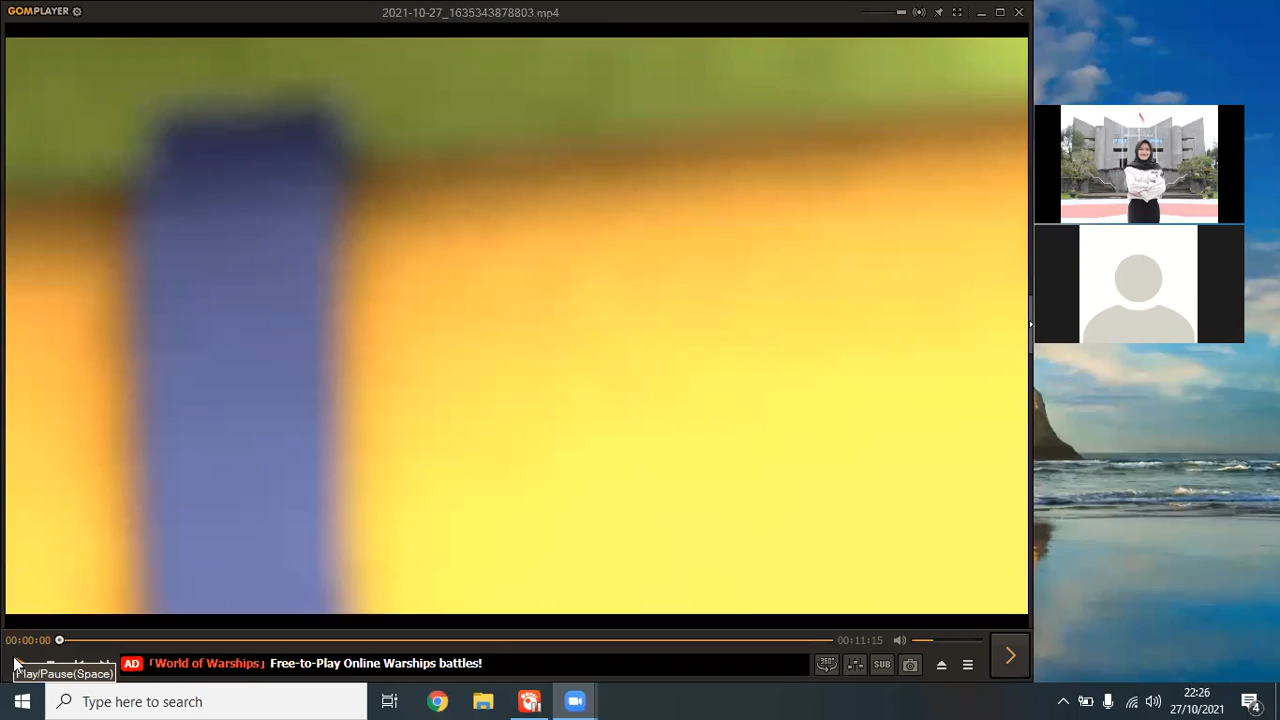 GOMPLAYER
2021-10-27_1635343878803.mp4
00:00:00
00:11:15
AD 「World of Warships」 Free-to-Play Online Warships battles!
360°
SUB
Play/Pause(Space)
Type here to search
22:26
27/10/2021
4